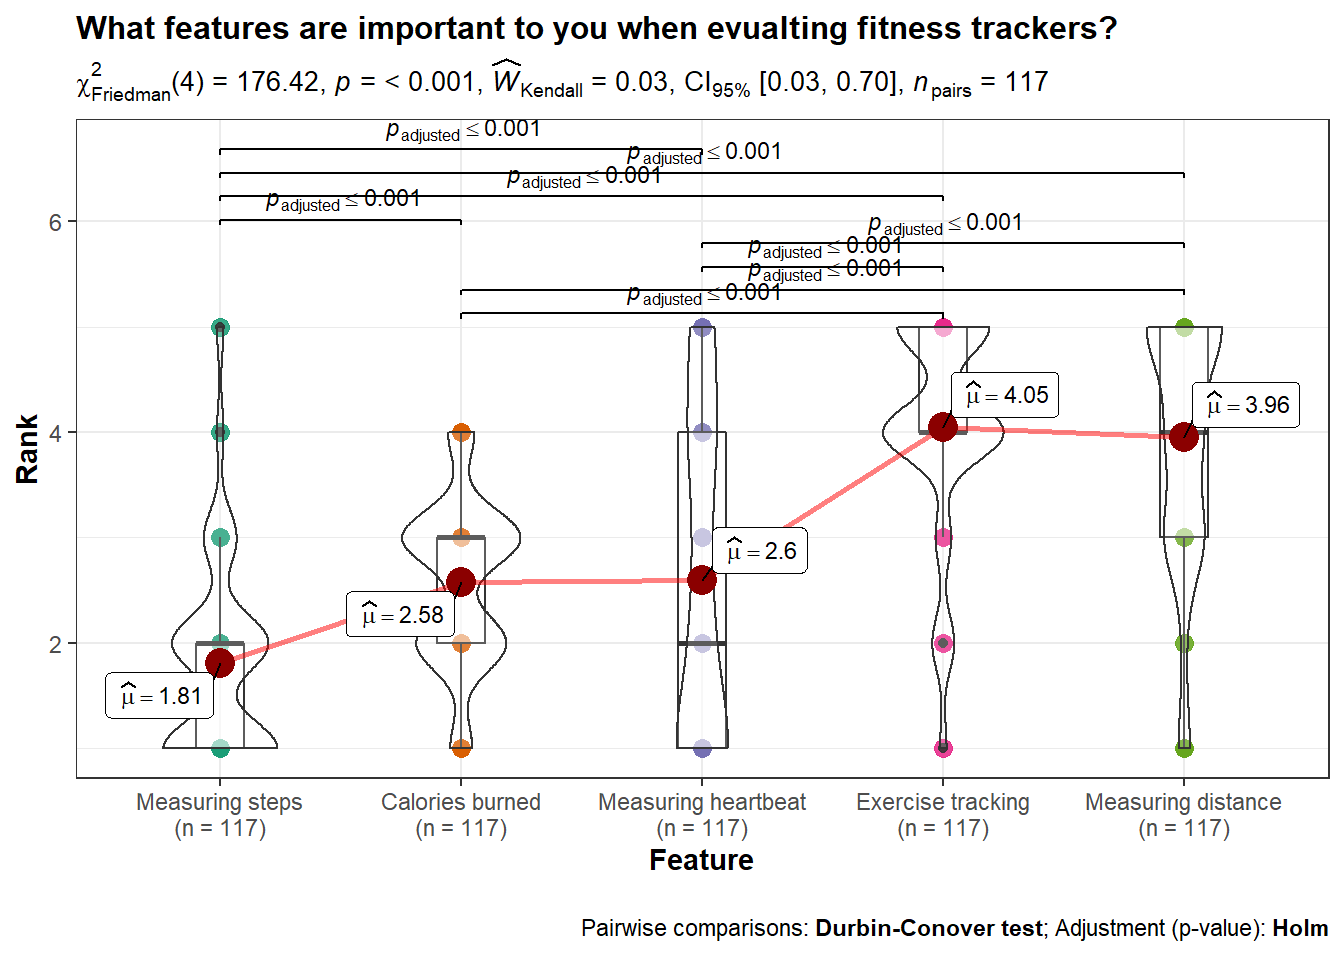 What features are important to you when evualting fitness trackers?
χ²Friedman(4) = 176.42, p = < 0.001, ŴKendall = 0.03, CI95% [0.03, 0.70], npairs = 117
padjusted ≤ 0.001
padjusted ≤ 0.001
padjusted ≤ 0.001
padjusted ≤ 0.001
padjusted ≤ 0.001
padjusted ≤ 0.001
padjusted ≤ 0.001
padjusted ≤ 0.001
6
4
2
Rank
μ̂ = 1.81
μ̂ = 2.58
μ̂ = 2.6
μ̂ = 4.05
μ̂ = 3.96
Measuring steps
(n = 117)
Calories burned
(n = 117)
Measuring heartbeat
(n = 117)
Exercise tracking
(n = 117)
Measuring distance
(n = 117)
Feature
Pairwise comparisons: Durbin-Conover test; Adjustment (p-value): Holm